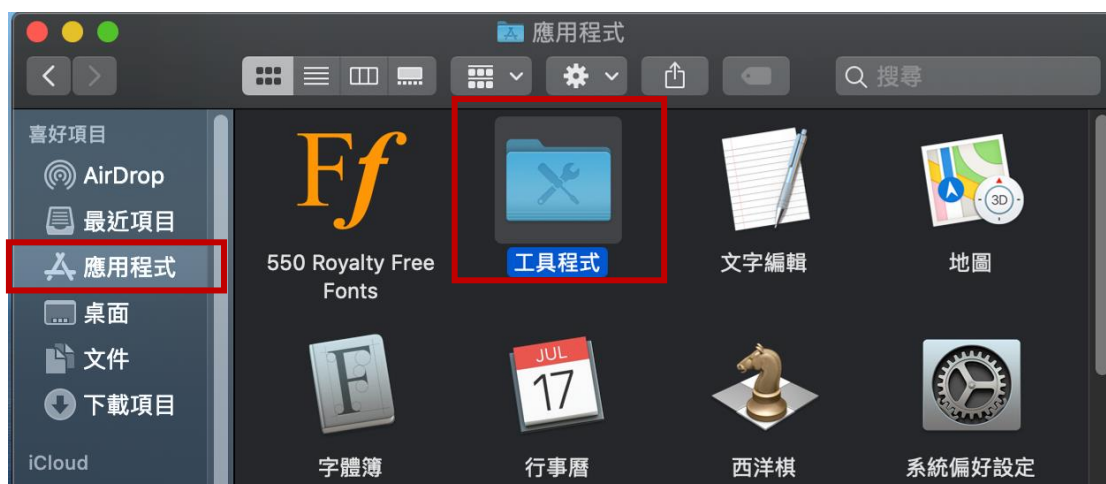 應用程式
搜尋
喜好項目
AirDrop
最近項目
應用程式
桌面
文件
下載項目
iCloud
Ff
550 Royalty Free
Fonts
工具程式
文字編輯
3D
地圖
F
字體簿
JUL
17
行事曆
西洋棋
系統偏好設定